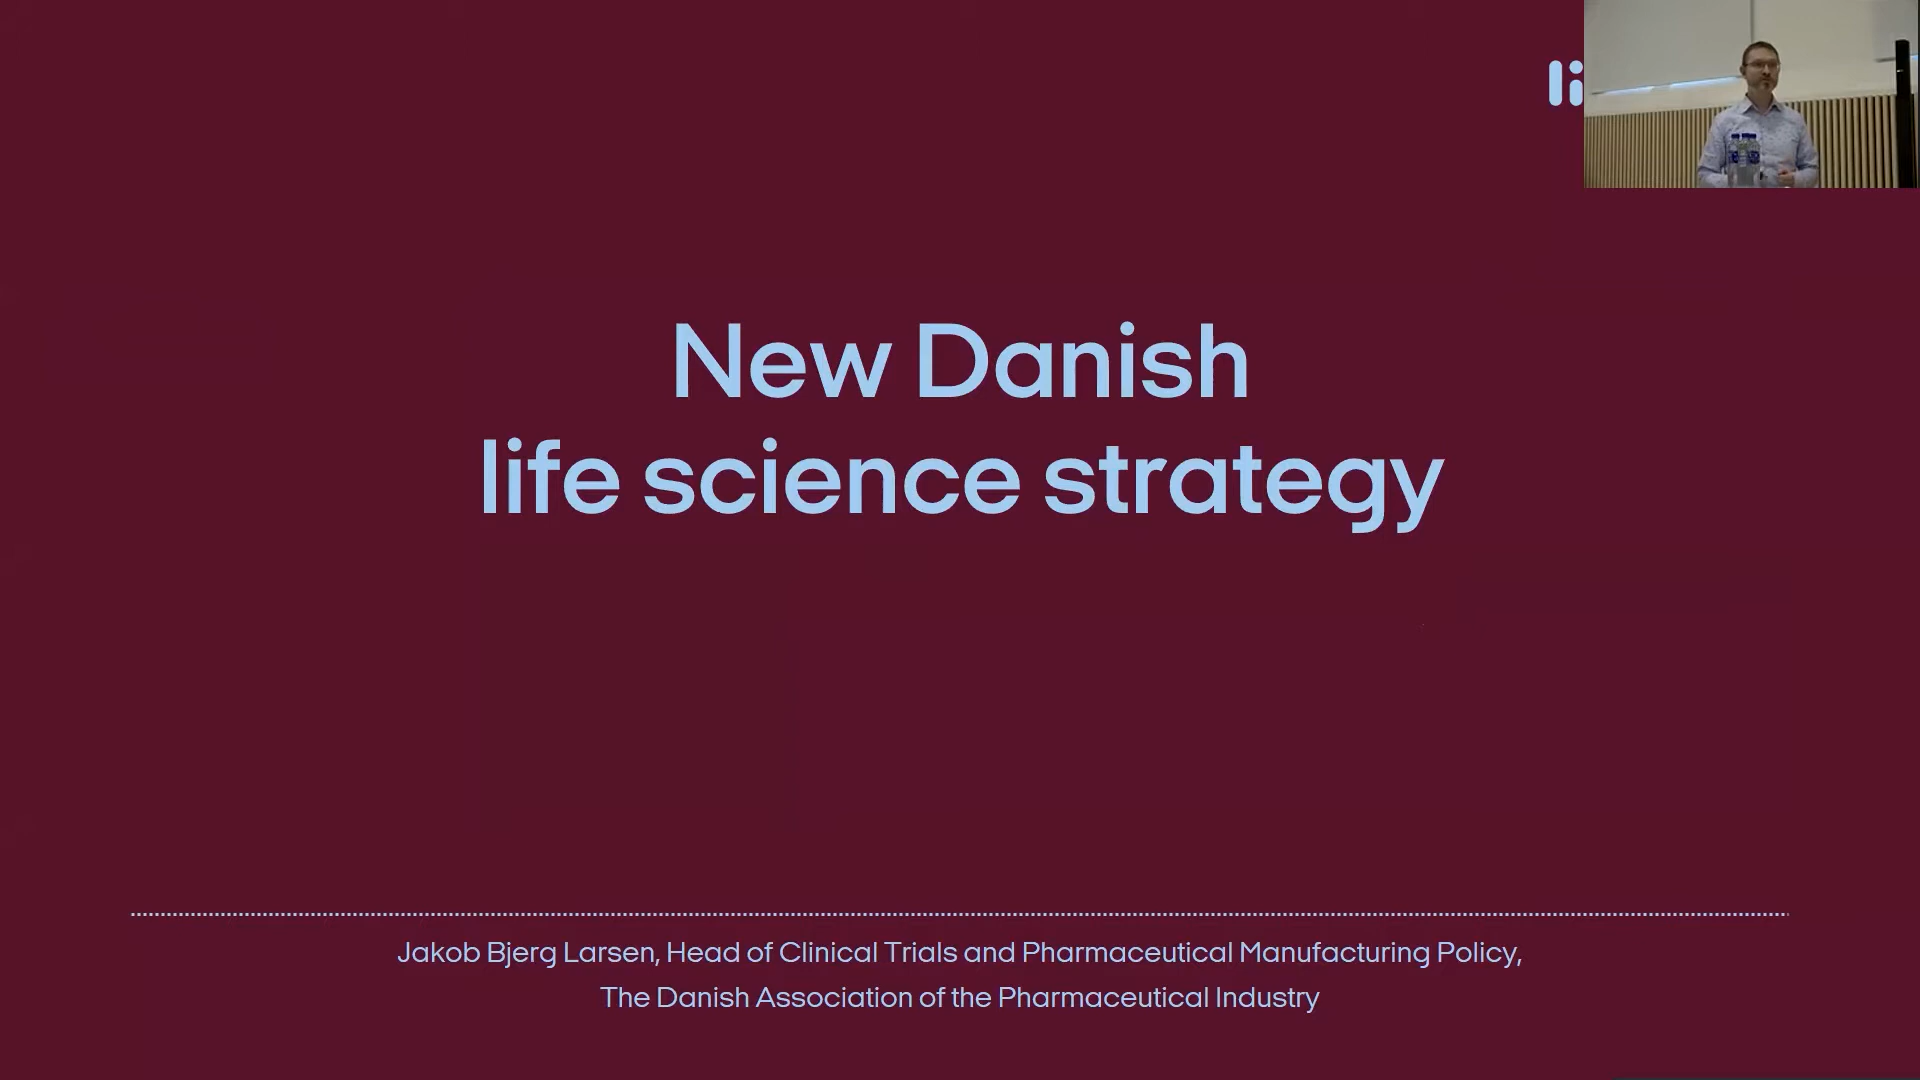 li
New Danish
life science strategy
Jakob Bjerg Larsen, Head of Clinical Trials and Pharmaceutical Manufacturing Policy,
The Danish Association of the Pharmaceutical Industry